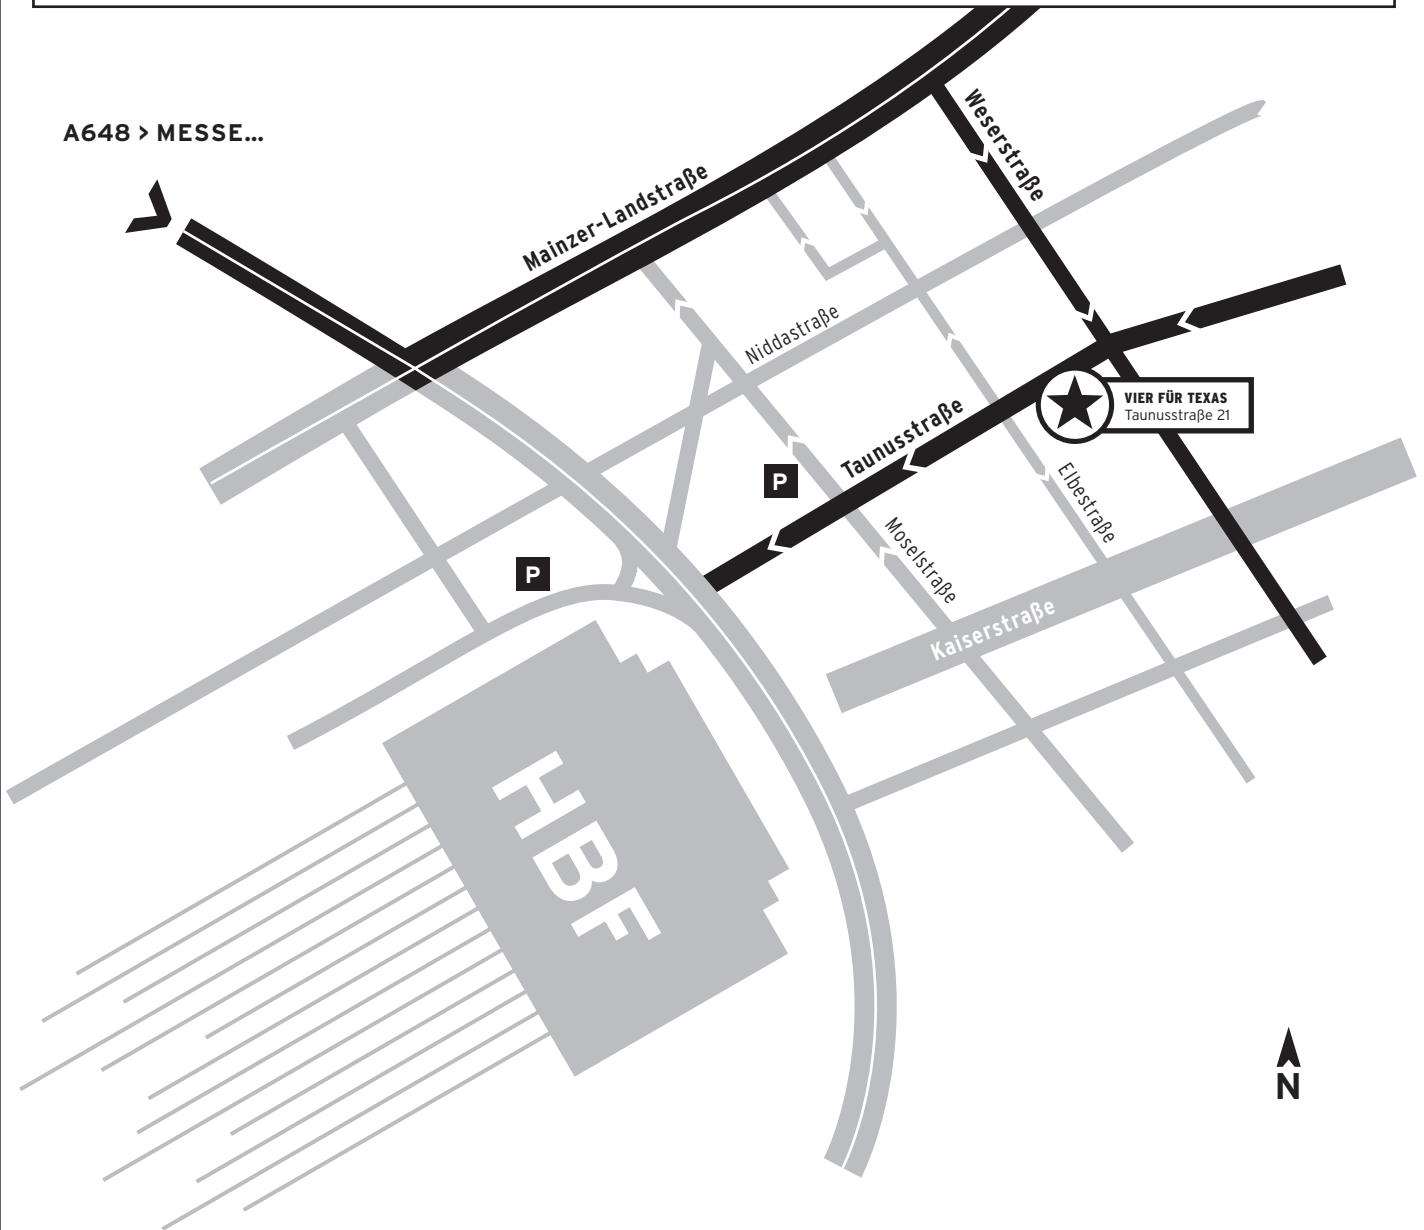 A648 > MESSE...
Mainzer-Landstraße
Weserstraße
Niddastraße
Taunusstraße
VIER FÜR TEXAS
Taunusstraße 21
P
Elbestraße
Moselstraße
P
Kaiserstraße
HBF
N